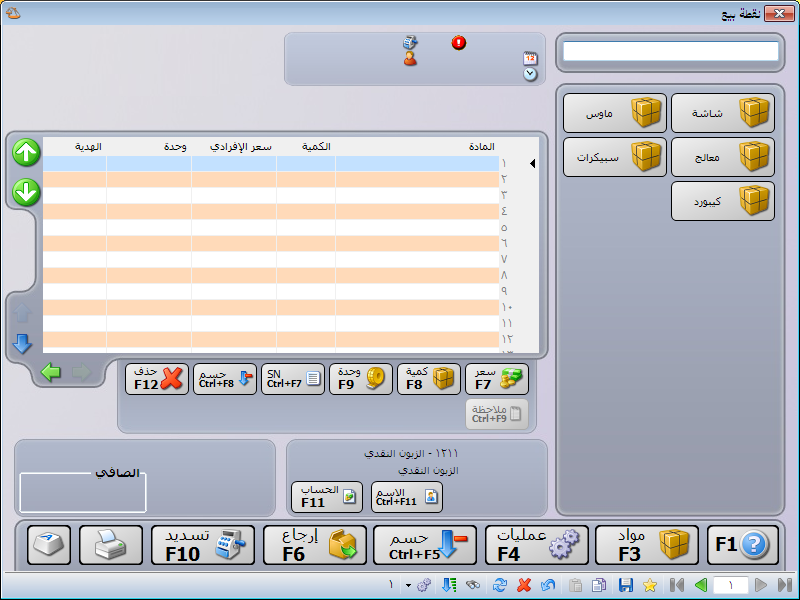 نقطة بيع
12
شاشة
ماوس
معالج
سبيكرات
كيبورد
المادة الكمية سعر الإفرادي وحدة الهدية
١
٢
٣
٤
٥
٦
٧
٨
٩
١٠
١١
١٢
١٣
سعر F7
كمية F8
وحدة F9
SN Ctrl+F7
حسم Ctrl+F8
حذف F12
ملاحظة Ctrl+F9
١٢١١ - الزبون النقدي
الزبون النقدي
الاسم Ctrl+F11
الحساب F11
الصافي
F1
مواد F3
عمليات F4
حسم Ctrl+F5
إرجاع F6
تسديد F10
١
١